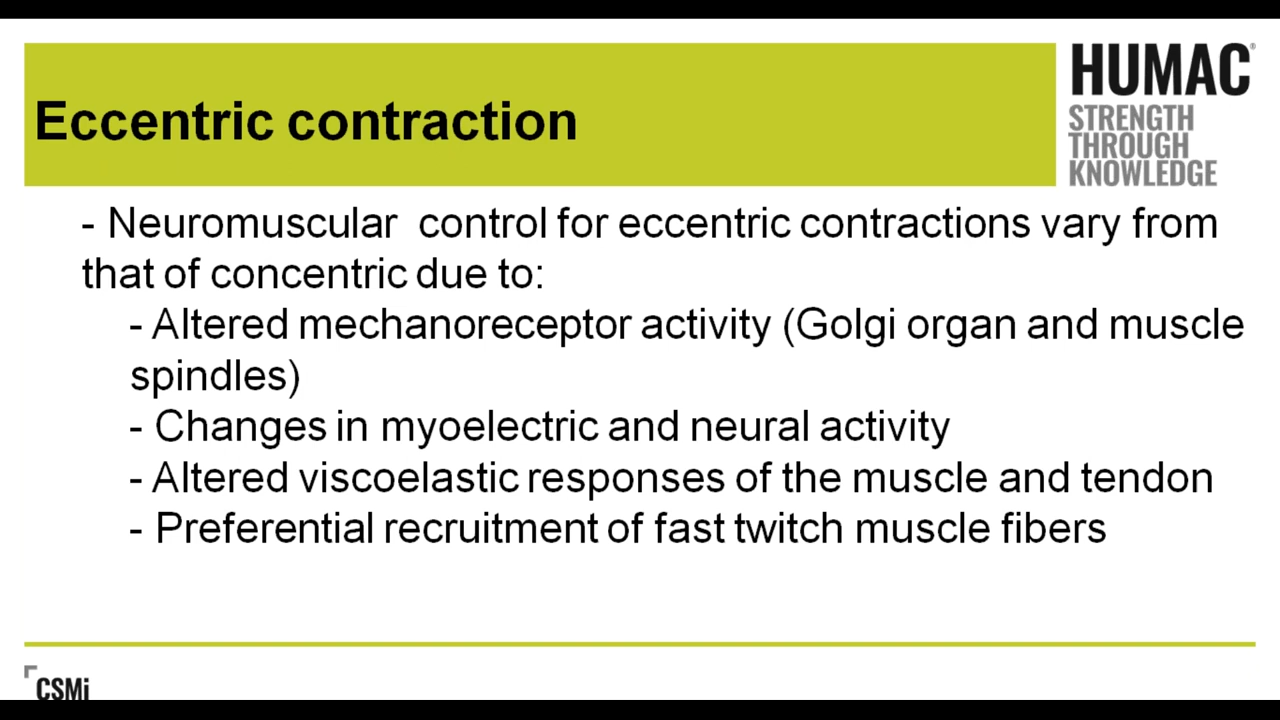 HUMAC®
STRENGTH
THROUGH
KNOWLEDGE
Eccentric contraction
- Neuromuscular  control for eccentric contractions vary from
that of concentric due to:
- Altered mechanoreceptor activity (Golgi organ and muscle
spindles)
- Changes in myoelectric and neural activity
- Altered viscoelastic responses of the muscle and tendon
- Preferential recruitment of fast twitch muscle fibers
CSMi